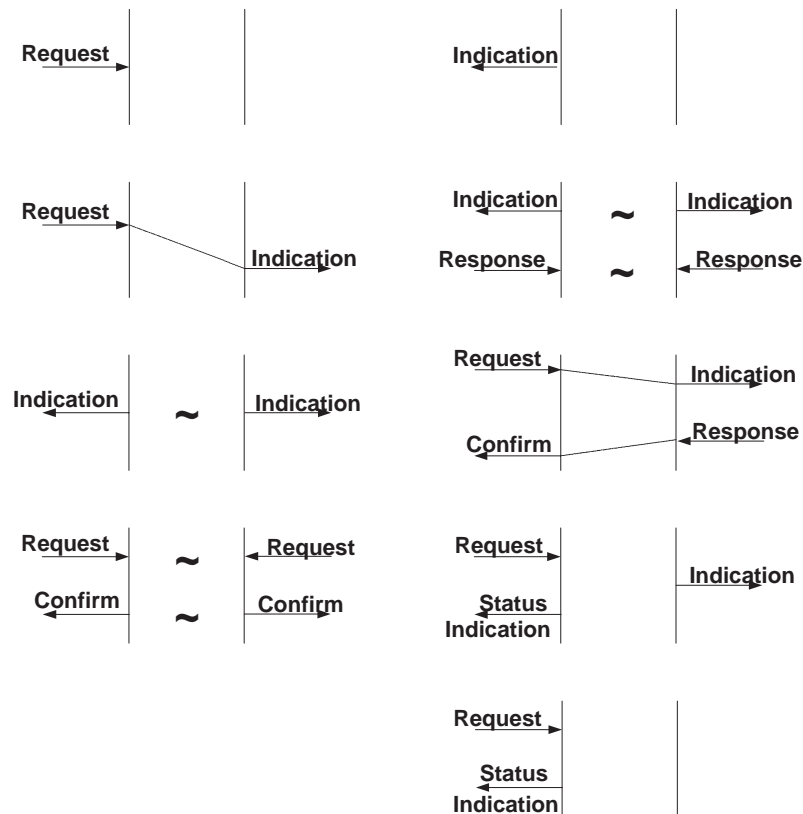 Request
Indication
Request
Indication
Indication
Indication
Response
Response
Indication
Indication
Request
Indication
Response
Confirm
Request
~
Request
Confirm
~
Confirm
Request
Indication
Status
Indication
Request
Status
Indication